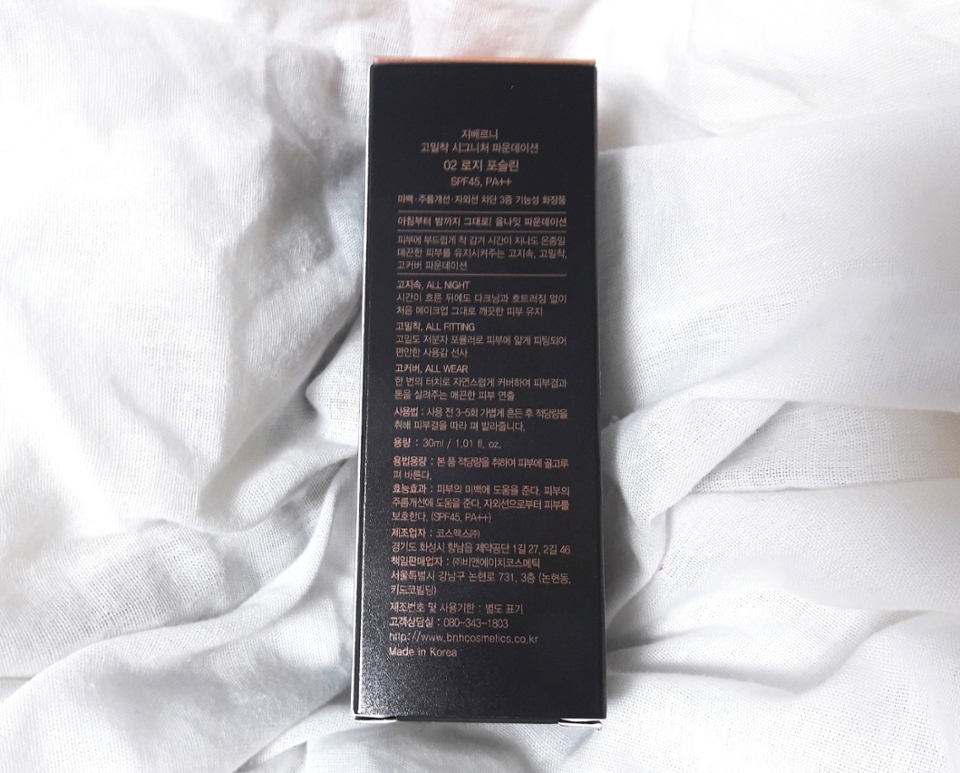 지베르니
고밀착 시그니처 파운데이션
02 로지 포슬린
SPF45, PA++
미백·주름개선·자외선 차단 3중 기능성 화장품
아침부터 밤까지 그대로! 올나잇 파운데이션
피부에 부드럽게 착 감겨 시간이 지나도 온종일
매끈한 피부를 유지시켜주는 고지속, 고밀착,
고커버 파운데이션
고지속, ALL NIGHT
시간이 흐른 뒤에도 다크닝과 흐트러짐 없이
처음 메이크업 그대로 깨끗한 피부 유지
고밀착, ALL FITTING
고밀도 저분자 포뮬러로 피부에 얇게 피팅되어
편안한 사용감 선사
고커버, ALL WEAR
한 번의 터치로 자연스럽게 커버하여 피부결과
톤을 살려주는 매끈한 피부 연출
사용법 : 사용 전 3~5회 가볍게 흔든 후 적당량을
취해 피부결을 따라 펴 발라줍니다.
용량 : 30ml / 1.01 fl. oz.
용법용량 : 본 품 적당량을 취하여 피부에 골고루
펴 바른다.
효능효과 : 피부의 미백에 도움을 준다. 피부의
주름개선에 도움을 준다. 자외선으로부터 피부를
보호한다. (SPF45, PA++)
제조업자 : 코스맥스㈜
경기도 화성시 향남읍 제약공단 1길 27, 2길 46
책임판매업자 : ㈜비앤에이치코스메틱
서울특별시 강남구 논현로 731, 3층 (논현동,
키드코빌딩)
제조번호 및 사용기한 : 별도 표기
고객상담실 : 080-343-1803
http://www.bnhcosmetics.co.kr
Made in Korea